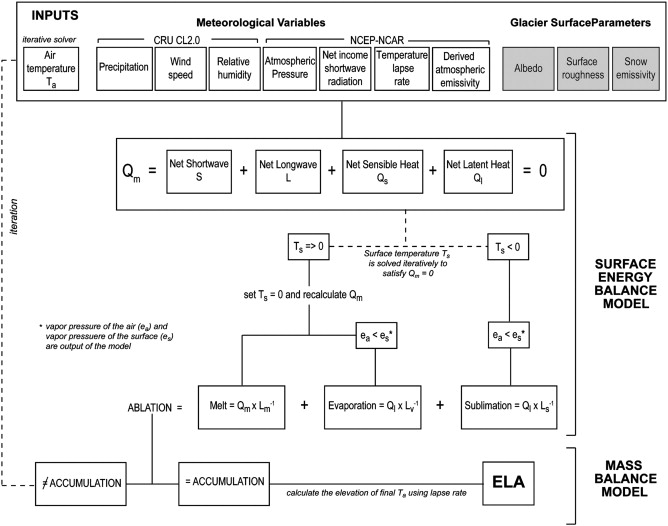 INPUTS
Meteorological Variables
Glacier SurfaceParameters
iterative solver
CRU CL2.0
NCEP-NCAR
Air
temperature
Ta
Precipitation
Wind
speed
Relative
humidity
Atmospheric
Pressure
Net income
shortwave
radiation
Temperature
lapse
rate
Derived
atmospheric
emissivity
Albedo
Surface
roughness
Snow
emissivity
Qm = Net Shortwave S + Net Longwave L + Net Sensible Heat Qs + Net Latent Heat Ql = 0
iteration
Ts => 0
Surface temperature Ts
is solved iteratively to
satisfy Qm = 0
Ts < 0
set Ts = 0 and recalculate Qm
SURFACE
ENERGY
BALANCE
MODEL
* vapor pressure of the air (ea) and
vapor pressuere of the surface (es)
are output of the model
ea < es*
ea < es*
ABLATION = Melt = Qm x Lm-1 + Evaporation = Ql x Lv-1 + Sublimation = Ql x Ls-1
≠ ACCUMULATION
= ACCUMULATION
calculate the elevation of final Ta using lapse rate
ELA
MASS
BALANCE
MODEL